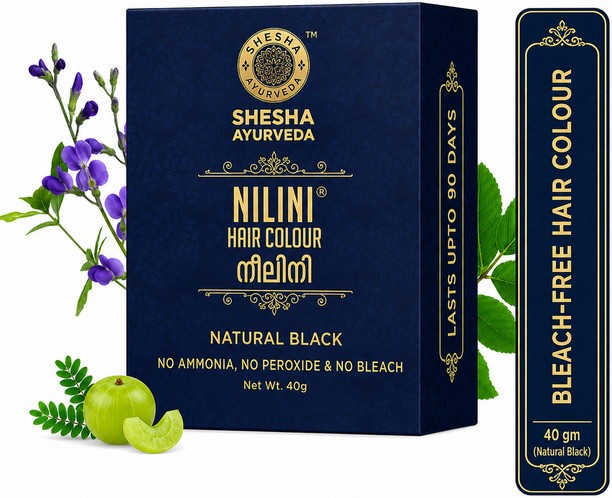 SHESHA
AYURVEDA
TM
SHESHA
AYURVEDA
NILINI®
HAIR COLOUR
നീലിനി
NATURAL BLACK
NO AMMONIA, NO PEROXIDE & NO BLEACH
Net Wt. 40g
LASTS UPTO 90 DAYS
BLEACH-FREE HAIR COLOUR
40 gm
(Natural Black)